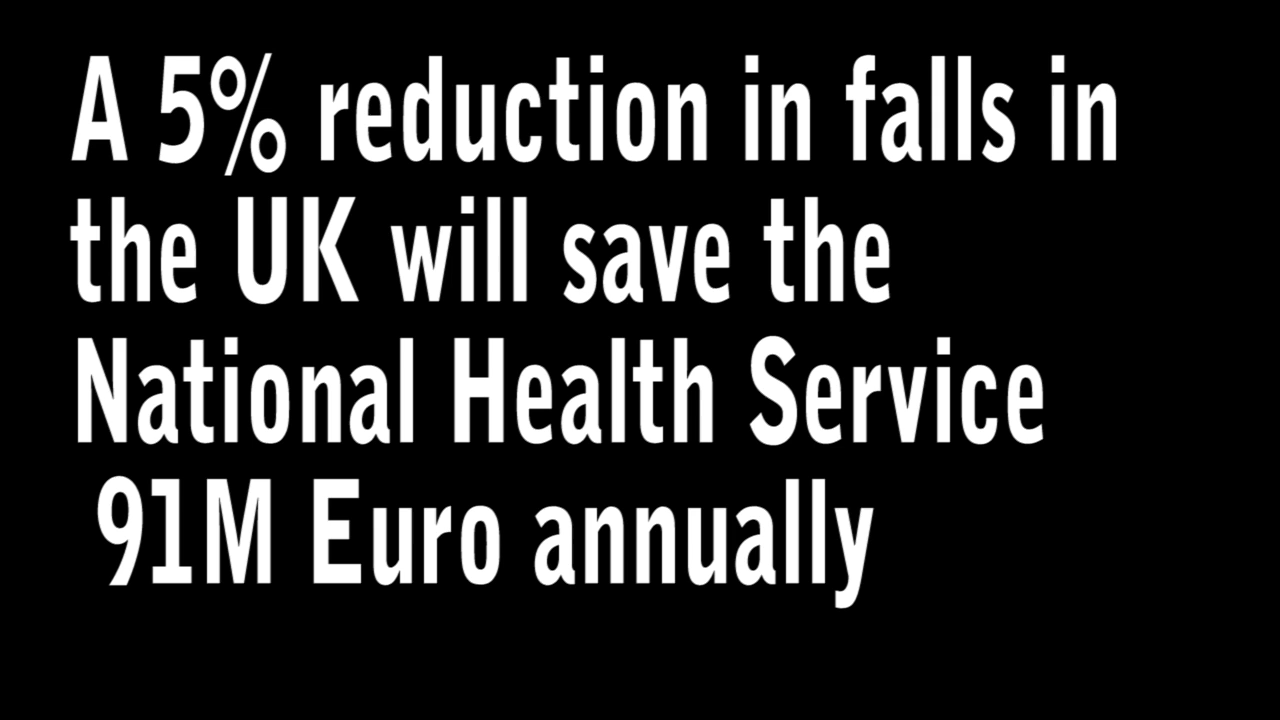 A 5% reduction in falls in
the UK will save the
National Health Service
91M Euro annually